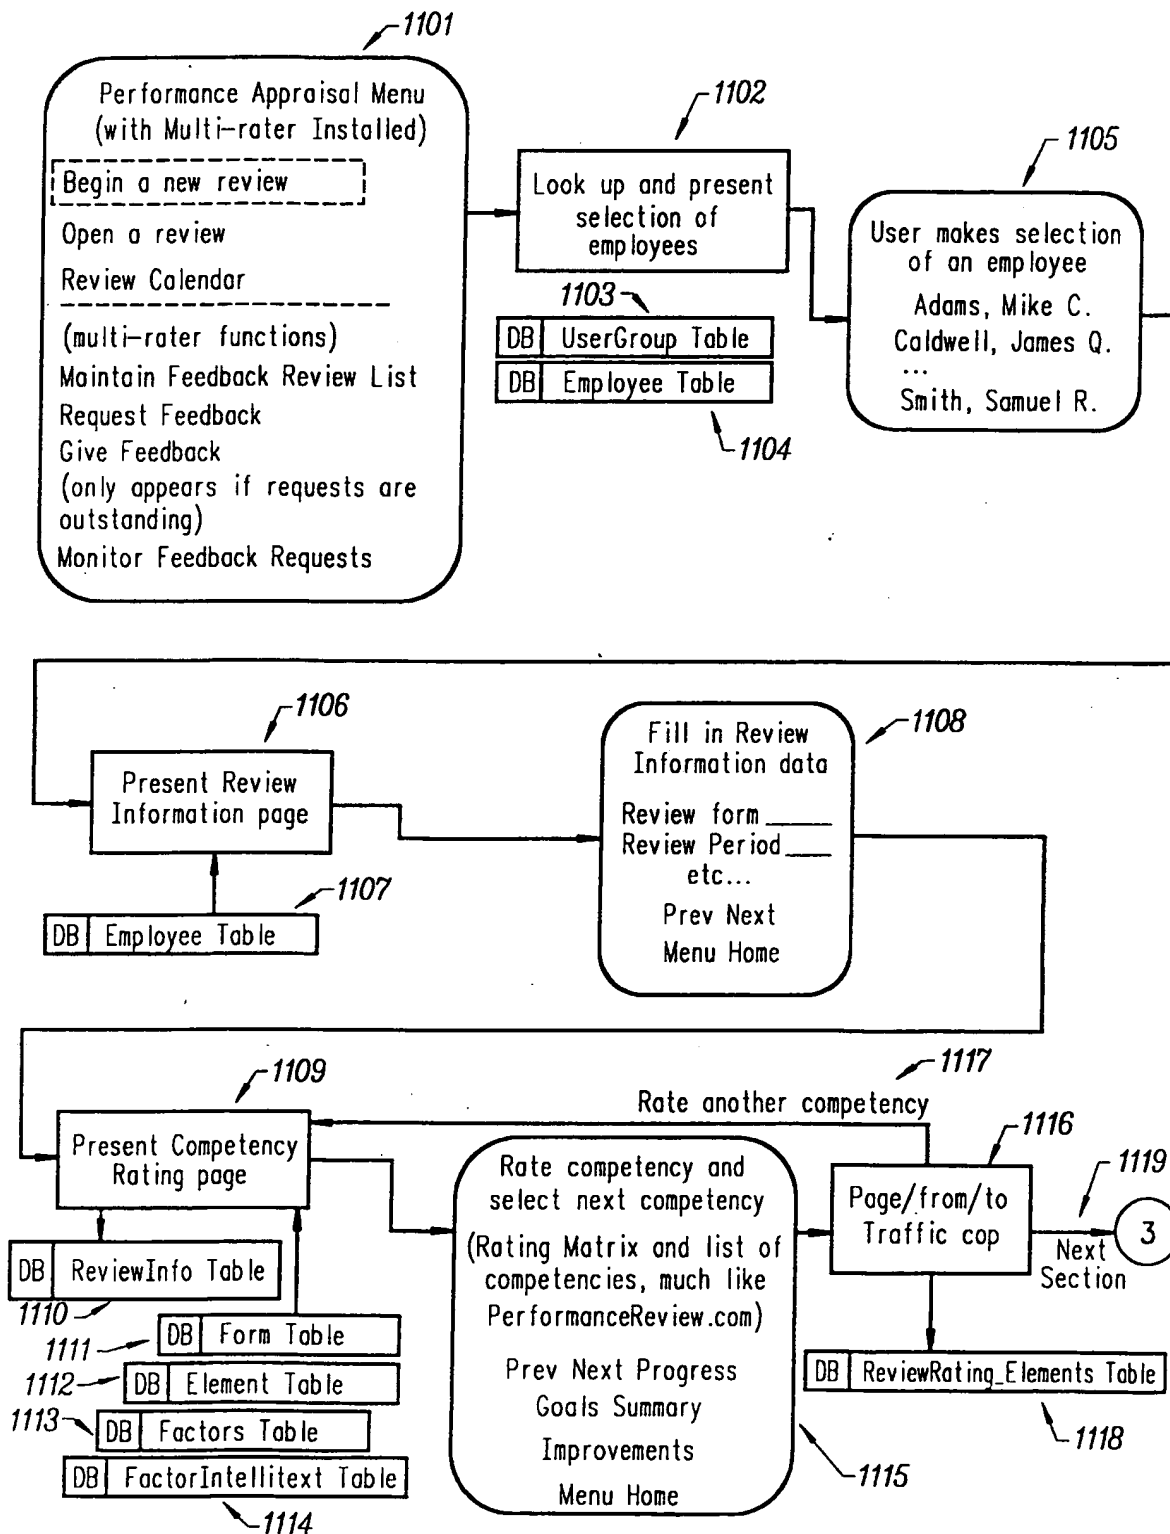 1101
Performance Appraisal Menu
(with Multi-rater Installed)
Begin a new review
Open a review
Review Calendar
(multi-rater functions)
Maintain Feedback Review List
Request Feedback
Give Feedback
(only appears if requests are
outstanding)
Monitor Feedback Requests
1102
Look up and present
selection of
employees
1103
DB UserGroup Table
DB Employee Table
1104
1105
User makes selection
of an employee
Adams, Mike C.
Caldwell, James Q.
...
Smith, Samuel R.
1106
Present Review
Information page
1107
DB Employee Table
1108
Fill in Review
Information data
Review form _____
Review Period ___
etc...
Prev Next
Menu Home
1109
Present Competency
Rating page
DB ReviewInfo Table
1110
1111
DB Form Table
1112
DB Element Table
1113
DB Factors Table
DB FactorIntellitext Table
1114
1117
Rate another competency
Rate competency and
select next competency
(Rating Matrix and list of
competencies, much like
PerformanceReview.com)
Prev Next Progress
Goals Summary
Improvements
Menu Home
1115
1116
Page/from/to
Traffic cop
1119
3
Next
Section
DB ReviewRating_Elements Table
1118